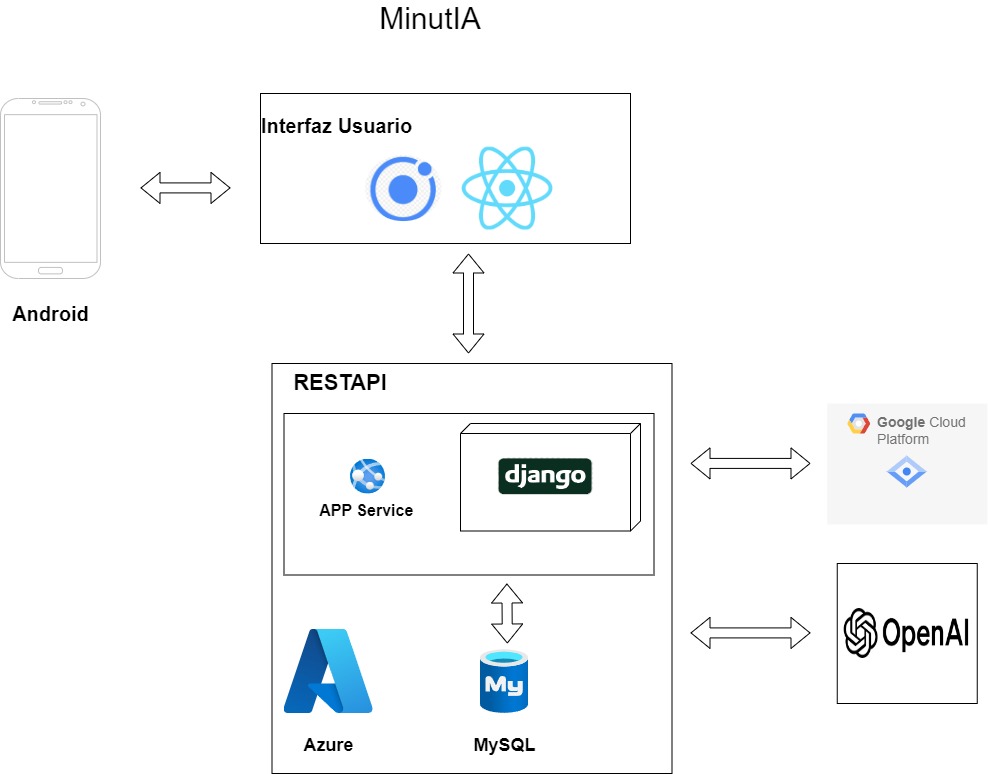 MinutIA
Interfaz Usuario
Android
RESTAPI
django
APP Service
Google Cloud
Platform
OpenAI
My
Azure
MySQL